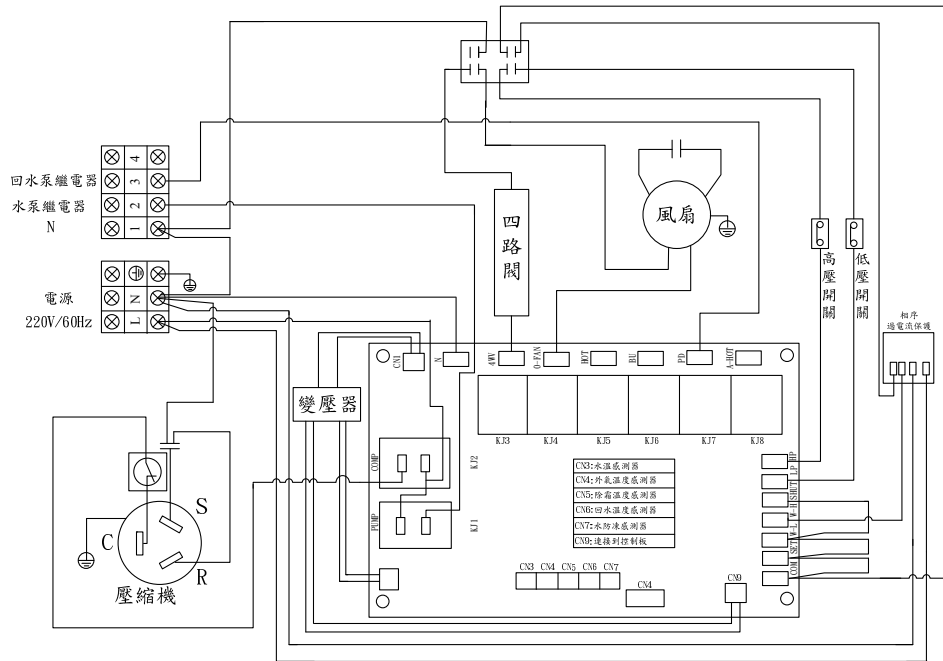 4
回水泵繼電器
3
水泵繼電器
2
N
1
電源
N
220V/60Hz
L
四路閥
風扇
高壓開關
低壓開關
相序
過電流保護
CN1
N
4WV
O-FAN
HOT
BU
PD
A-HOT
變壓器
KJ3
KJ4
KJ5
KJ6
KJ7
KJ8
COMP
KJ2
PUMP
KJ1
CN3:水溫感測器
CN4:外氣溫度感測器
CN5:除霜溫度感測器
CN6:回水溫度感測器
CN7:水防凍感測器
CN9:連接到控制板
HP
LP
SHUT
W-H
W-L
SET
COM
S
C
R
壓縮機
CN3 CN4 CN5 CN6 CN7
CN4
CN9